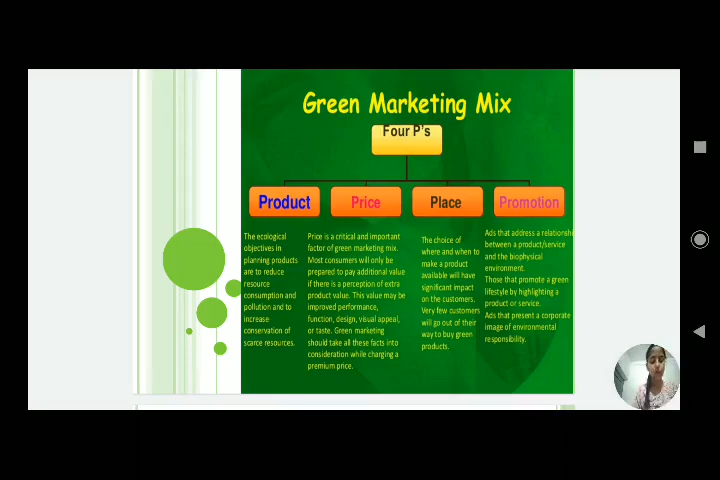 Green Marketing Mix
Four P's
Product
Price
Place
Promotion
The ecological
objectives in
planning products
are to reduce
resource
consumption and
pollution and to
increase
conservation of
scarce resources.
Price is a critical and important
factor of green marketing mix.
Most consumers will only be
prepared to pay additional value
if there is a perception of extra
product value. This value may be
improved performance,
function, design, visual appeal,
or taste. Green marketing
should take all these facts into
consideration while charging a
premium price.
The choice of
where and when to
make a product
available will have
significant impact
on the customers.
Very few customers
will go out of their
way to buy green
products.
Ads that address a relationship
between a product/service
and the biophysical
environment.
Those that promote a green
lifestyle by highlighting a
product or service.
Ads that present a corporate
image of environmental
responsibility.